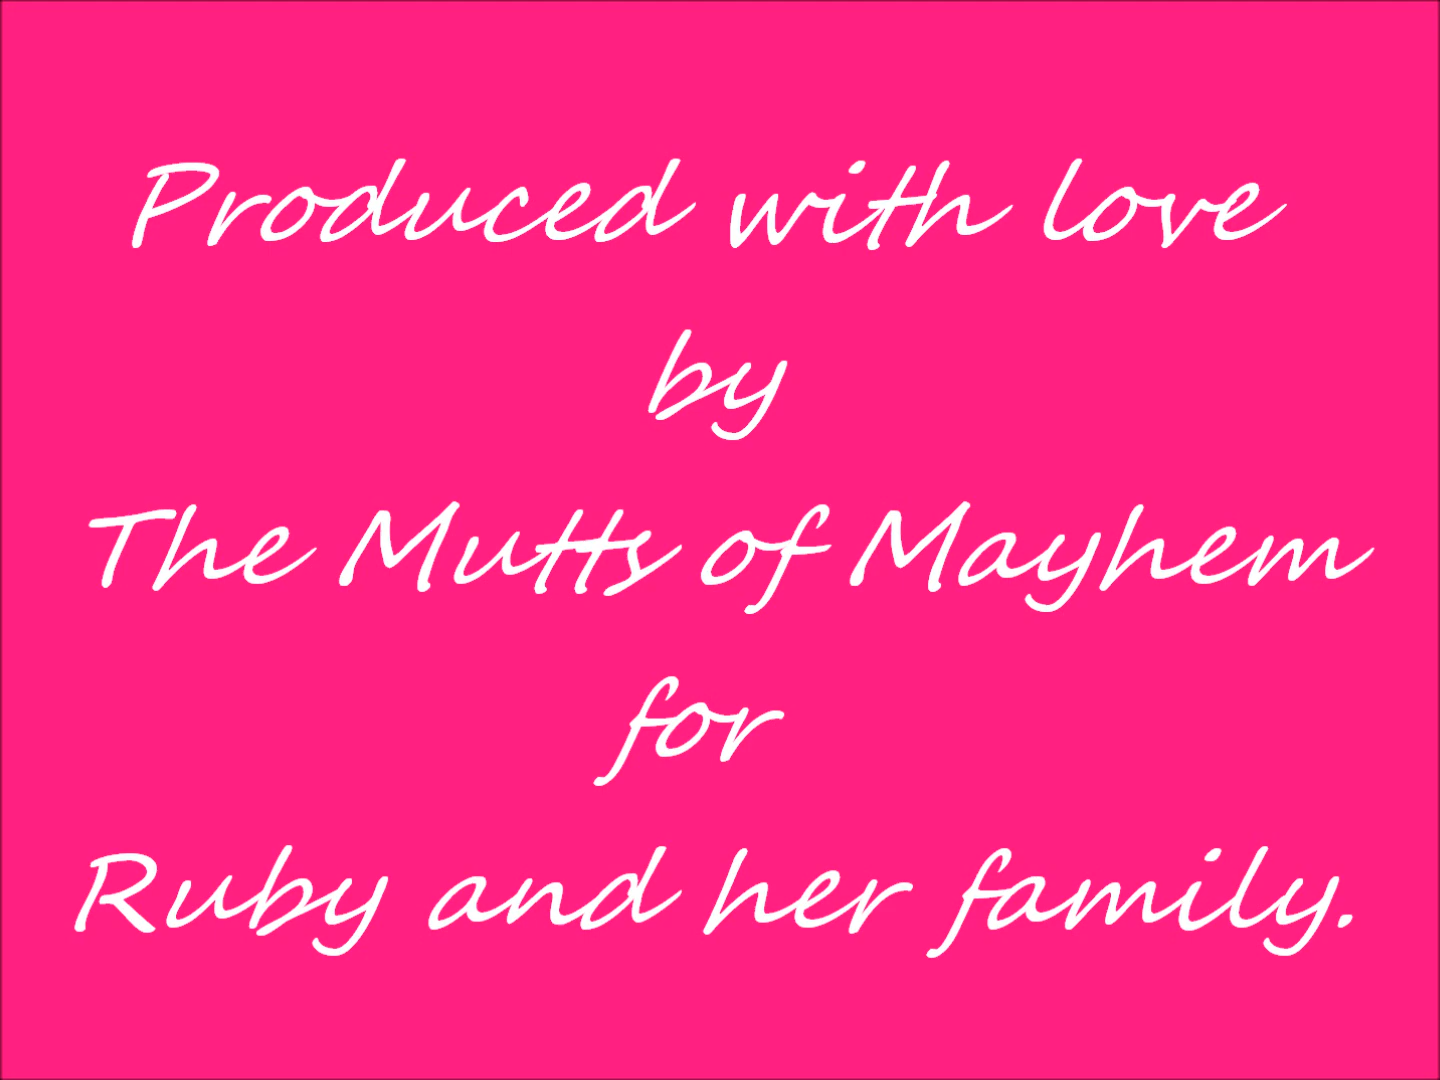 Produced with love
by
The Mutts of Mayhem
for
Ruby and her family.